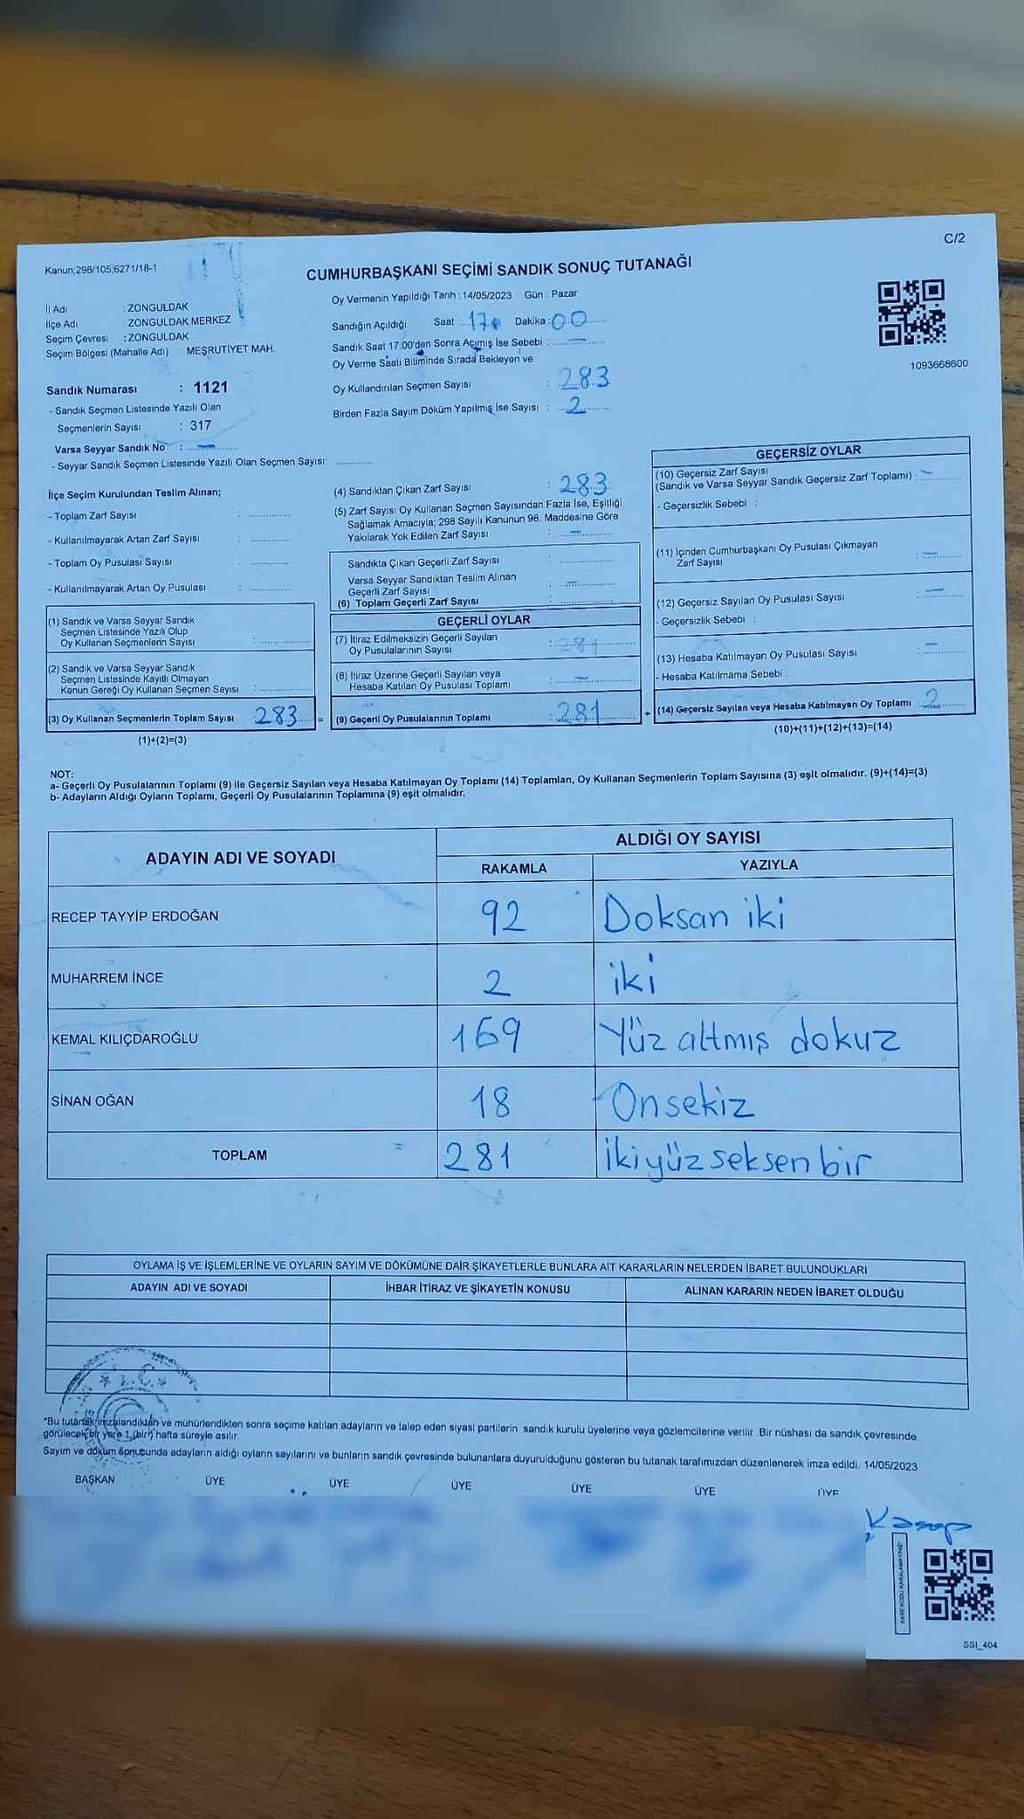 C/2
Kanun;298/105,6271/18-1
CUMHURBAŞKANI SEÇİMİ SANDIK SONUÇ TUTANAĞI
İl Adı : ZONGULDAK
İlçe Adı : ZONGULDAK MERKEZ
Seçim Çevresi : ZONGULDAK
Seçim Bölgesi (Mahalle Adı) : MEŞRUTİYET MAH.
Sandık Numarası : 1121
- Sandık Seçmen Listesinde Yazılı Olan
Seçmenlerin Sayısı : 317
Varsa Seyyar Sandık No : —
- Seyyar Sandık Seçmen Listesinde Yazılı Olan Seçmen Sayısı:
Oy Vermenin Yapıldığı Tarih : 14/05/2023 Gün : Pazar
Sandığın Açıldığı Saat : 17 Dakika : 00
Sandık Saat 17:00'den Sonra Açmış İse Sebebi : —
Oy Verme Saati Bitiminde Sırada Bekleyen ve
Oy Kullandırılan Seçmen Sayısı : 283
Birden Fazla Sayım Döküm Yapılmış İse Sayısı : 2
1093668600
İlçe Seçim Kurulundan Teslim Alınan;
- Toplam Zarf Sayısı :
- Kullanılmayarak Artan Zarf Sayısı :
- Toplam Oy Pusulası Sayısı :
- Kullanılmayarak Artan Oy Pusulası :
(1) Sandık ve Varsa Seyyar Sandık
Seçmen Listesinde Yazılı Olup
Oy Kullanan Seçmenlerin Sayısı :
(2) Sandık ve Varsa Seyyar Sandık
Seçmen Listesinde Kayıtlı Olmayan
Kanun Gereği Oy Kullanan Seçmen Sayısı :
(3) Oy Kullanan Seçmenlerin Toplam Sayısı 283
(1)+(2)=(3)
(4) Sandıktan Çıkan Zarf Sayısı : 283
(5) Zarf Sayısı Oy Kullanan Seçmen Sayısından Fazla İse, Eşitliği
Sağlamak Amacıyla; 298 Sayılı Kanunun 98. Maddesine Göre
Yakılarak Yok Edilen Zarf Sayısı : —
Sandıkta Çıkan Geçerli Zarf Sayısı :
Varsa Seyyar Sandıktan Teslim Alınan
Geçerli Zarf Sayısı : —
(6) Toplam Geçerli Zarf Sayısı :
GEÇERLİ OYLAR
(7) İtiraz Edilmeksizin Geçerli Sayılan
Oy Pusulalarının Sayısı : 281
(8) İtiraz Üzerine Geçerli Sayılan veya
Hesaba Katılan Oy Pusulası Toplamı : —
= (9) Geçerli Oy Pusulalarının Toplamı : 281
GEÇERSİZ OYLAR
(10) Geçersiz Zarf Sayısı
(Sandık ve Varsa Seyyar Sandık Geçersiz Zarf Toplamı) : —
- Geçersizlik Sebebi :
(11) İçinden Cumhurbaşkanı Oy Pusulası Çıkmayan
Zarf Sayısı : —
(12) Geçersiz Sayılan Oy Pusulası Sayısı : —
- Geçersizlik Sebebi :
(13) Hesaba Katılmayan Oy Pusulası Sayısı : —
- Hesaba Katılmama Sebebi :
+ (14) Geçersiz Sayılan veya Hesaba Katılmayan Oy Toplamı : 2
(10)+(11)+(12)+(13)=(14)
NOT:
a- Geçerli Oy Pusulalarının Toplamı (9) ile Geçersiz Sayılan veya Hesaba Katılmayan Oy Toplamı (14) Toplamları, Oy Kullanan Seçmenlerin Toplam Sayısına (3) eşit olmalıdır. (9)+(14)=(3)
b- Adayların Aldığı Oyların Toplamı, Geçerli Oy Pusulalarının Toplamına (9) eşit olmalıdır.
ADAYIN ADI VE SOYADI ALDIĞI OY SAYISI
RAKAMLA YAZIYLA
RECEP TAYYİP ERDOĞAN 92 Doksan iki
MUHARREM İNCE 2 iki
KEMAL KILIÇDAROĞLU 169 Yüz altmış dokuz
SİNAN OĞAN 18 Onsekiz
TOPLAM = 281 ikiyüz seksen bir
OYLAMA İŞ VE İŞLEMLERİNE VE OYLARIN SAYIM VE DÖKÜMÜNE DAİR ŞİKAYETLERLE BUNLARA AİT KARARLARIN NELERDEN İBARET BULUNDUKLARI
ADAYIN ADI VE SOYADI İHBAR İTİRAZ VE ŞİKAYETİN KONUSU ALINAN KARARIN NEDEN İBARET OLDUĞU
T.C.
*Bu tutanak imzalandıktan ve mühürlendikten sonra seçime katılan adayların ve talep eden siyasi partilerin sandık kurulu üyelerine veya gözlemcilerine verilir. Bir nüshası da sandık çevresinde
görülecek bir yere 1 (bir) hafta süreyle asılır.
Sayım ve döküm sonucunda adayların aldığı oyların sayılarını ve bunların sandık çevresinde bulunanlara duyurulduğunu gösteren bu tutanak tarafımızdan düzenlenerek imza edildi. 14/05/2023
BAŞKAN ÜYE ÜYE ÜYE ÜYE ÜYE ÜYE
SSİ_404